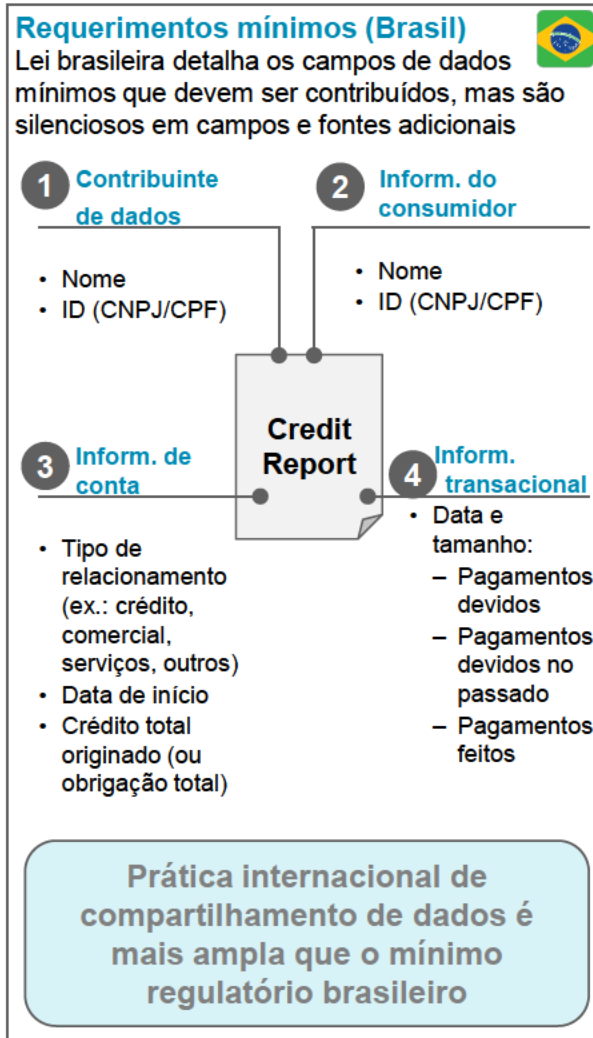 Requerimentos mínimos (Brasil)
Lei brasileira detalha os campos de dados
mínimos que devem ser contribuídos, mas são
silenciosos em campos e fontes adicionais
1 Contribuinte
de dados
• Nome
• ID (CNPJ/CPF)
2 Inform. do
consumidor
• Nome
• ID (CNPJ/CPF)
Credit
Report
3 Inform. de
conta
• Tipo de
relacionamento
(ex.: crédito,
comercial,
serviços, outros)
• Data de início
• Crédito total
originado (ou
obrigação total)
4 Inform.
transacional
• Data e
tamanho:
– Pagamentos
devidos
– Pagamentos
devidos no
passado
– Pagamentos
feitos
Prática internacional de
compartilhamento de dados é
mais ampla que o mínimo
regulatório brasileiro